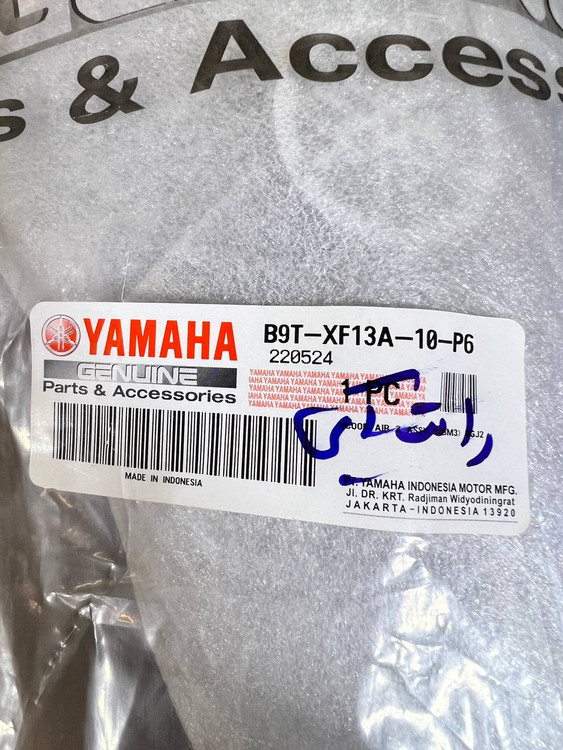 & Access
YAMAHA
GENUINE
Parts & Accessories
B9T-XF13A-10-P6
220524
1 PC
MADE IN INDONESIA
PT. YAMAHA INDONESIA MOTOR MFG.
JI. DR. KRT. Radjiman Widyodiningrat
JAKARTA-INDONESIA 13920